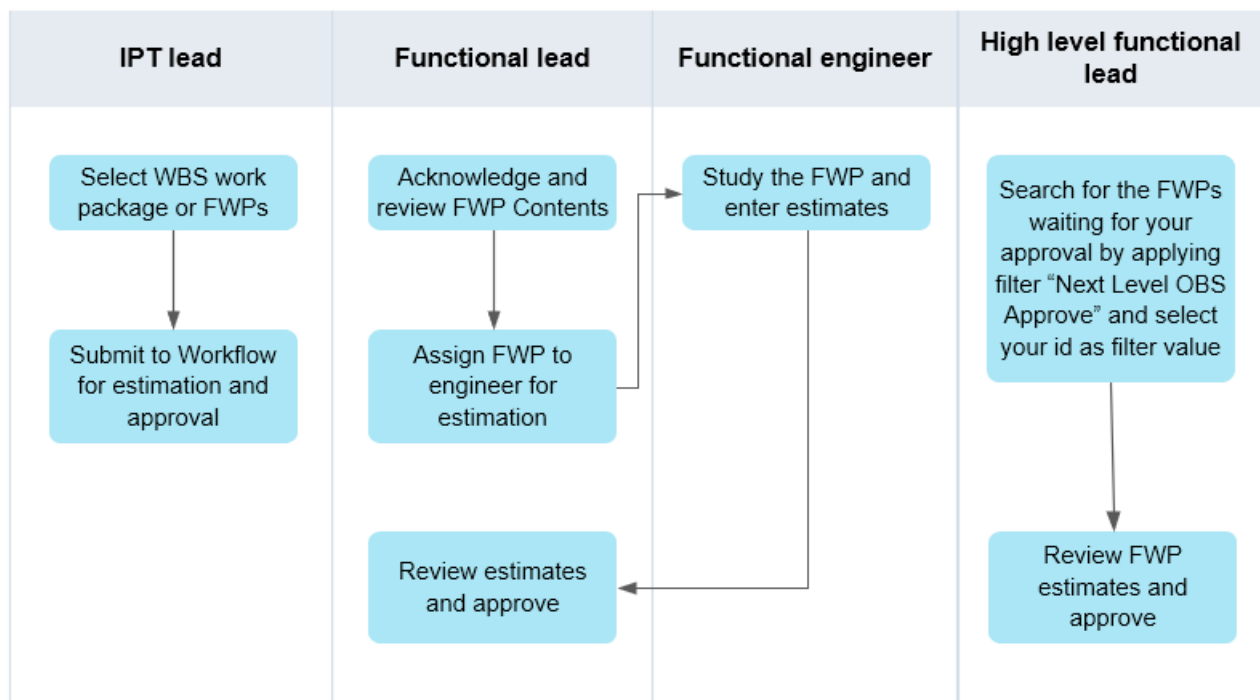 IPT lead
Functional lead
Functional engineer
High level functional
lead
Select WBS work
package or FWPs
Submit to Workflow
for estimation and
approval
Acknowledge and
review FWP Contents
Assign FWP to
engineer for
estimation
Review estimates
and approve
Study the FWP and
enter estimates
Search for the FWPs
waiting for your
approval by applying
filter “Next Level OBS
Approve” and select
your id as filter value
Review FWP
estimates and
approve